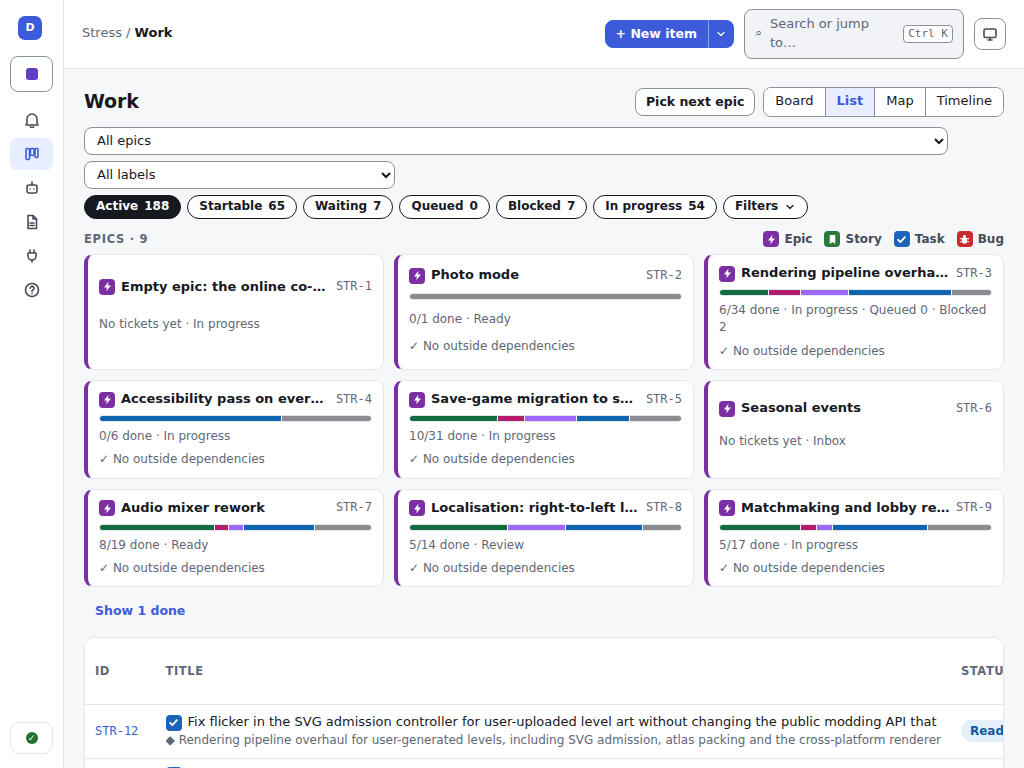 D
Stress / Work
+ New item
Search or jump to…
Ctrl K
Work
Pick next epic
Board
List
Map
Timeline
All epics
All labels
Active 188
Startable 65
Waiting 7
Queued 0
Blocked 7
In progress 54
Filters
EPICS · 9
Epic
Story
Task
Bug
Empty epic: the online co-…
STR-1
No tickets yet · In progress
Photo mode
STR-2
0/1 done · Ready
✓ No outside dependencies
Rendering pipeline overha…
STR-3
6/34 done · In progress · Queued 0 · Blocked
2
✓ No outside dependencies
Accessibility pass on ever…
STR-4
0/6 done · In progress
✓ No outside dependencies
Save-game migration to s…
STR-5
10/31 done · In progress
✓ No outside dependencies
Seasonal events
STR-6
No tickets yet · Inbox
Audio mixer rework
STR-7
8/19 done · Ready
✓ No outside dependencies
Localisation: right-to-left l…
STR-8
5/14 done · Review
✓ No outside dependencies
Matchmaking and lobby re…
STR-9
5/17 done · In progress
✓ No outside dependencies
Show 1 done
ID
TITLE
STATU
STR-12
Fix flicker in the SVG admission controller for user-uploaded level art without changing the public modding API that
Read
◆ Rendering pipeline overhaul for user-generated levels, including SVG admission, atlas packing and the cross-platform renderer